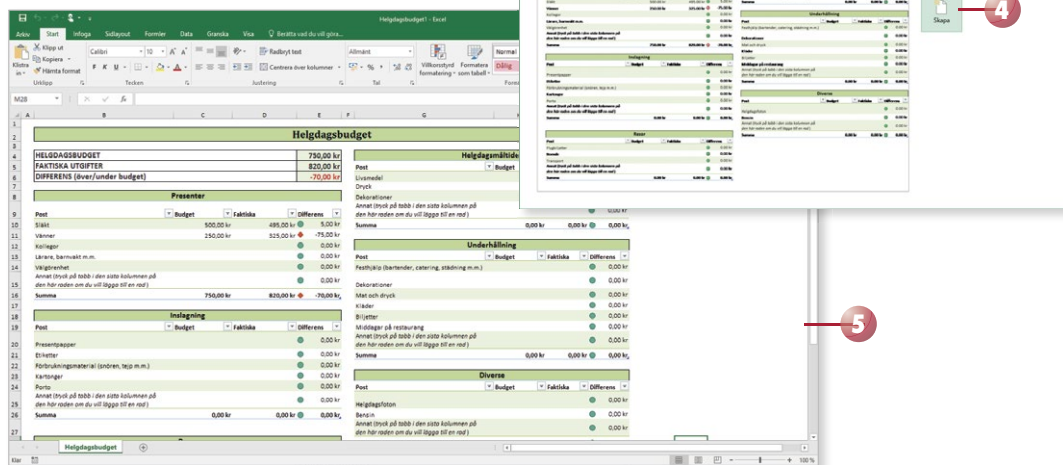 Helgdagsbudget1 - Excel
Arkiv Start Infoga Sidlayout Formler Data Granska Visa Berätta vad du vill göra...
Klistra in Klipp ut Kopiera Hämta format Calibri 10 Radbryt text Centrera över kolumner Allmänt Villkorsstyrd formatering Formatera som tabell Normal Dålig
Urklipp Tecken Justering Tal
M28
A B C D E F G
Helgdagsbudget
HELGDAGSBUDGET 750,00 kr
FAKTISKA UTGIFTER 820,00 kr
DIFFERENS (över/under budget) -70,00 kr
Presenter
Post Budget Faktiska Differens
Släkt 500,00 kr 495,00 kr 5,00 kr
Vänner 250,00 kr 325,00 kr -75,00 kr
Kollegor 0,00 kr
Lärare, barnvakt m.m. 0,00 kr
Välgörenhet 0,00 kr
Annat (tryck på tabb i den sista kolumnen på
den här raden om du vill lägga till en rad) 0,00 kr
Summa 750,00 kr 820,00 kr -70,00 kr
Inslagning
Post Budget Faktiska Differens
Presentpapper 0,00 kr
Etiketter 0,00 kr
Förbrukningsmaterial (snören, tejp m.m.) 0,00 kr
Kartonger 0,00 kr
Porto 0,00 kr
Annat (tryck på tabb i den sista kolumnen på
den här raden om du vill lägga till en rad) 0,00 kr
Summa 0,00 kr 0,00 kr 0,00 kr
Helgdagsmåltide
Post Budget
Livsmedel
Dryck
Dekorationer
Annat (tryck på tabb i den sista kolumnen på
den här raden om du vill lägga till en rad) 0,00 kr
Summa 0,00 kr 0,00 kr 0,00 kr
Underhållning
Post Budget Faktiska Differens
Festhjälp (bartender, catering, städning m.m.) 0,00 kr
Dekorationer 0,00 kr
Mat och dryck 0,00 kr
Kläder 0,00 kr
Biljetter 0,00 kr
Middagar på restaurang 0,00 kr
Annat (tryck på tabb i den sista kolumnen på
den här raden om du vill lägga till en rad) 0,00 kr
Summa 0,00 kr 0,00 kr 0,00 kr
Diverse
Post Budget Faktiska Differens
Helgdagsfoton 0,00 kr
Bensin 0,00 kr
Annat (tryck på tabb i den sista kolumnen på
den här raden om du vill lägga till en rad) 0,00 kr
Helgdagsbudget
Klar 100 %
Skapa
4
5